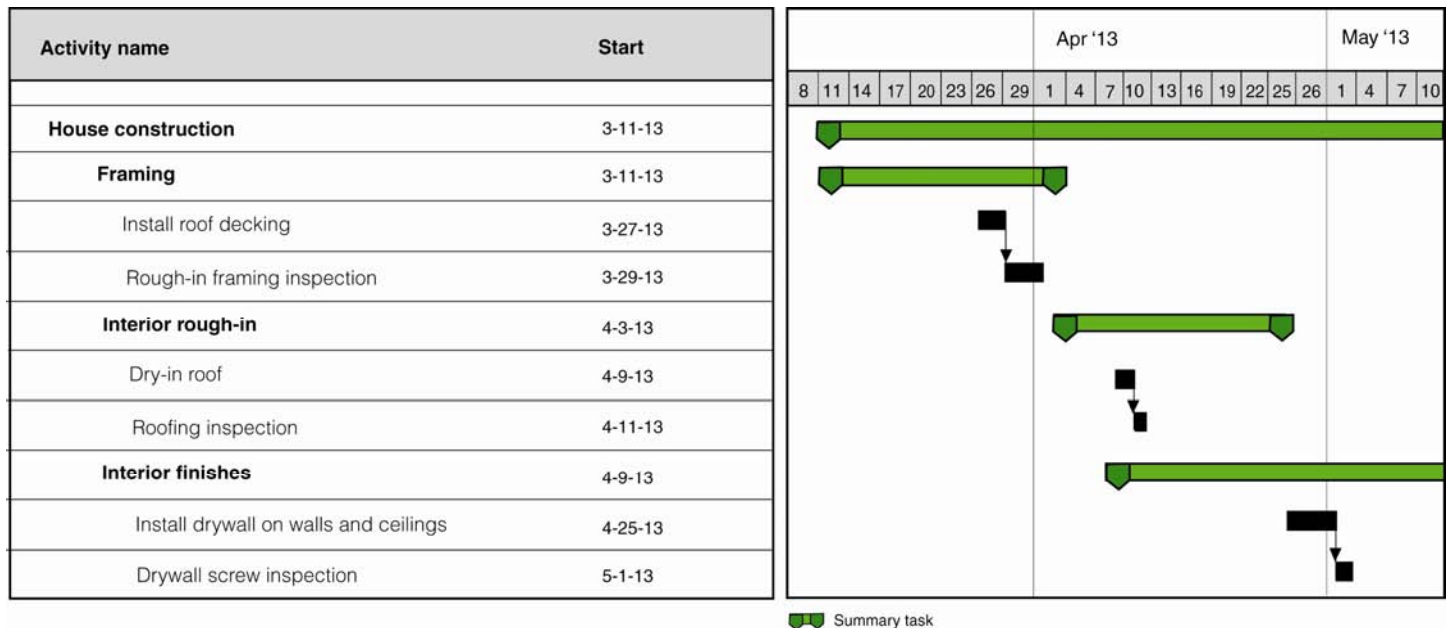 Activity name Start
Apr '13 May '13
8 11 14 17 20 23 26 29 1 4 7 10 13 16 19 22 25 26 1 4 7 10
House construction 3-11-13
Framing 3-11-13
Install roof decking 3-27-13
Rough-in framing inspection 3-29-13
Interior rough-in 4-3-13
Dry-in roof 4-9-13
Roofing inspection 4-11-13
Interior finishes 4-9-13
Install drywall on walls and ceilings 4-25-13
Drywall screw inspection 5-1-13
Summary task